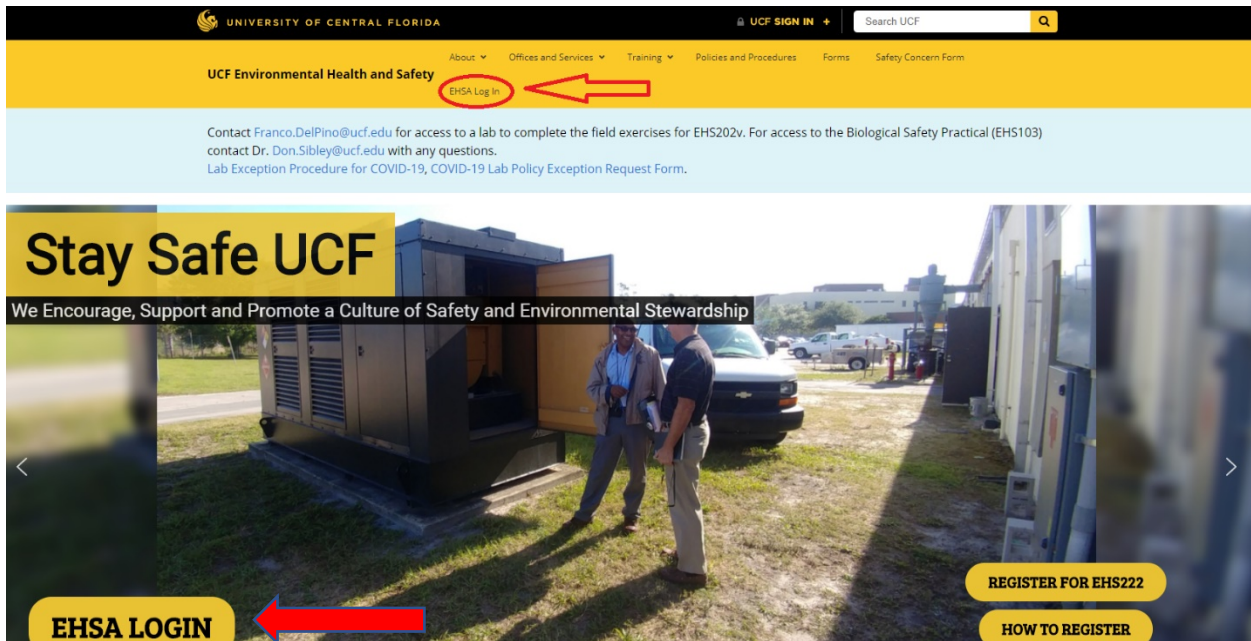 UNIVERSITY OF CENTRAL FLORIDA
UCF SIGN IN +
Search UCF
UCF Environmental Health and Safety
About
Offices and Services
Training
Policies and Procedures
Forms
Safety Concern Form
EHSA Log In
Contact Franco.DelPino@ucf.edu for access to a lab to complete the field exercises for EHS202v. For access to the Biological Safety Practical (EHS103)
contact Dr. Don.Sibley@ucf.edu with any questions.
Lab Exception Procedure for COVID-19, COVID-19 Lab Policy Exception Request Form.
Stay Safe UCF
We Encourage, Support and Promote a Culture of Safety and Environmental Stewardship
REGISTER FOR EHS222
EHSA LOGIN
HOW TO REGISTER